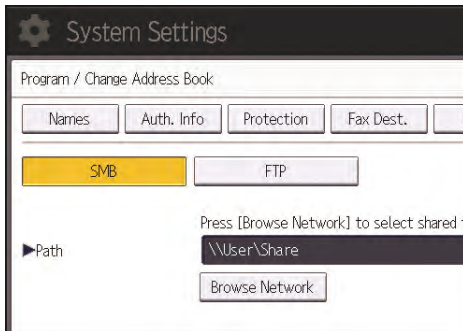 System Settings
Program / Change Address Book
Names Auth. Info Protection Fax Dest.
SMB FTP
Press [Browse Network] to select shared
▶Path \\User\Share
Browse Network